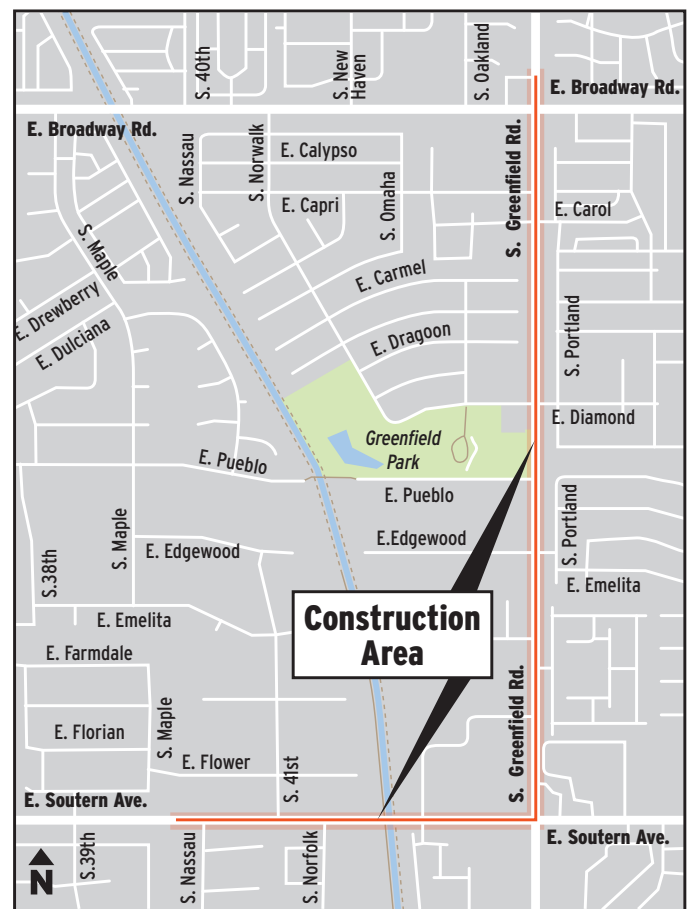 S. 40th
S. New
Haven
S. Oakland
E. Broadway Rd.
E. Broadway Rd.
S. Nassau
S. Norwalk
E. Calypso
S. Greenfield Rd.
E. Capri
S. Omaha
E. Carol
S. Maple
E. Carmel
E. Drewberry
E. Dulciana
E. Dragoon
S. Portland
E. Diamond
Greenfield
Park
E. Pueblo
E. Pueblo
S. Maple
S. Portland
E. Edgewood
E.Edgewood
S.38th
E. Emelita
E. Emelita
Construction
Area
E. Farmdale
S. Maple
E. Florian
S. Greenfield Rd.
E. Flower
S. 41st
E. Soutern Ave.
E. Soutern Ave.
S.39th
S. Nassau
S. Norfolk
N